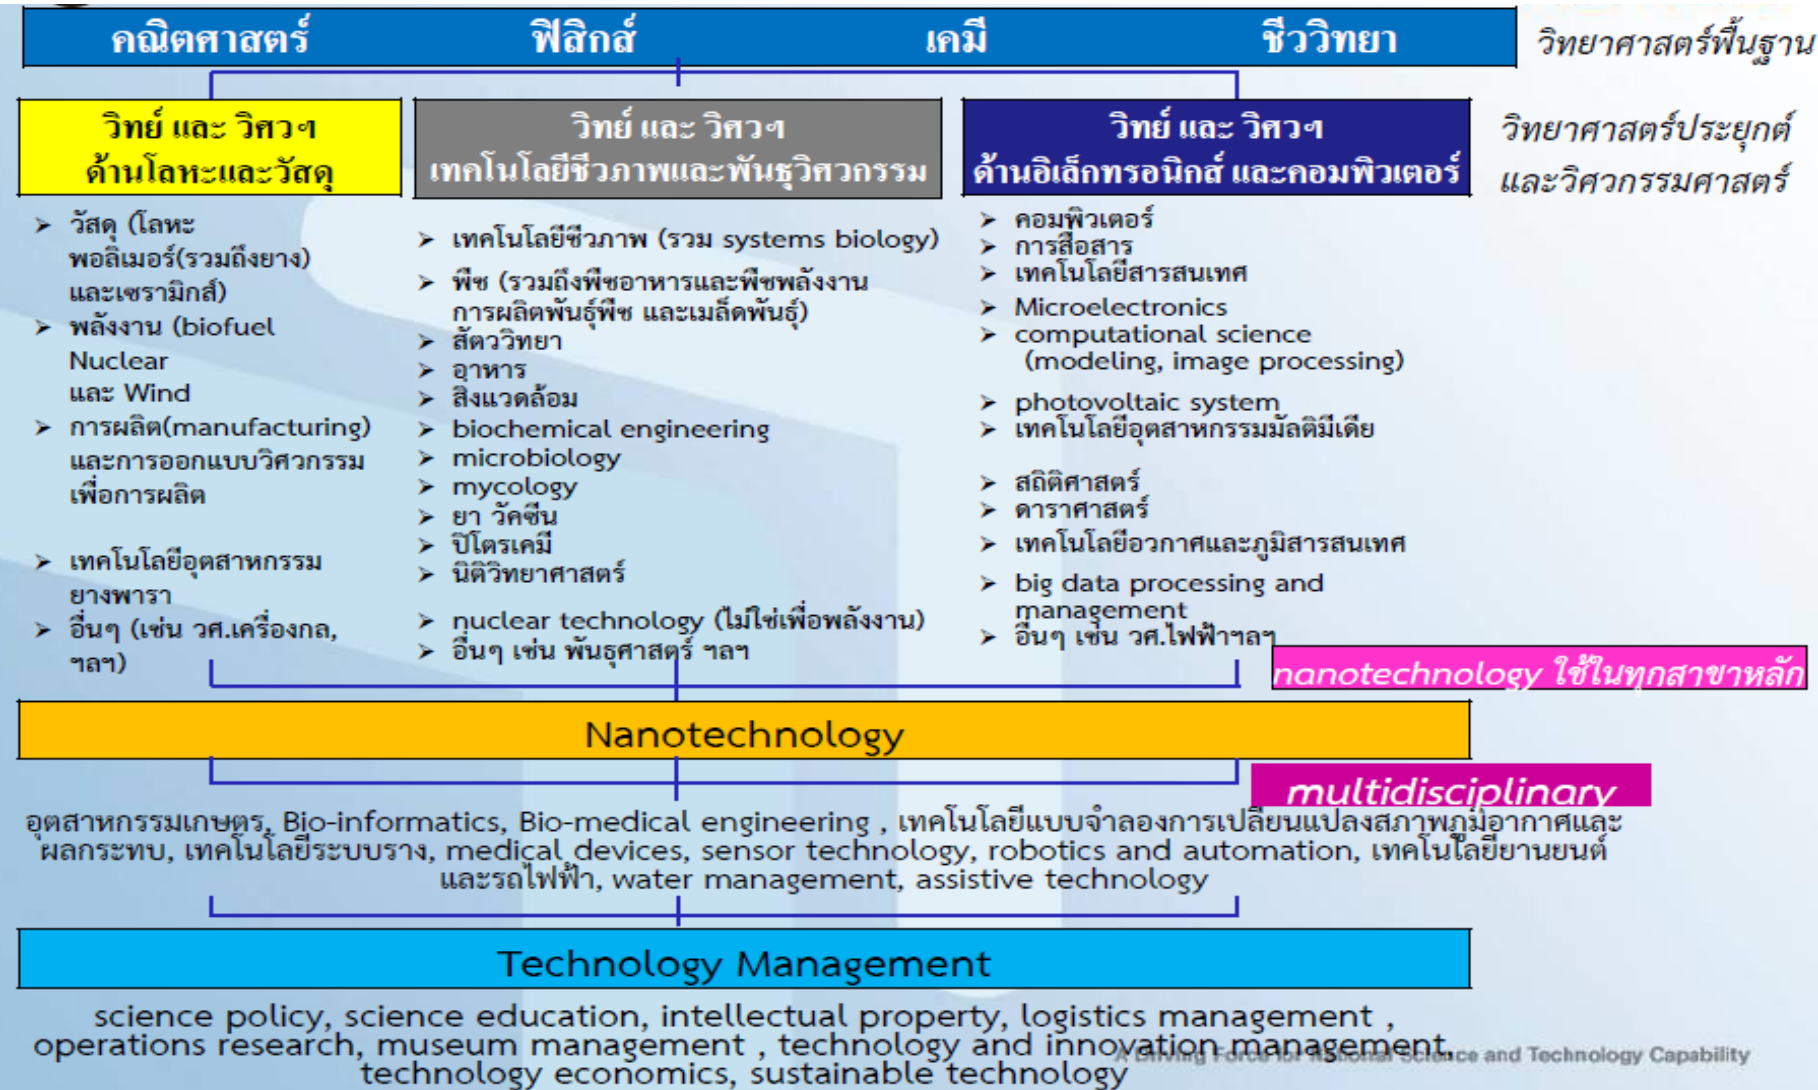 คณิตศาสตร์ ฟิสิกส์ เคมี ชีววิทยา
วิทยาศาสตร์พื้นฐาน
วิทย์ และ วิศวฯ
ด้านโลหะและวัสดุ
วิทย์ และ วิศวฯ
เทคโนโลยีชีวภาพและพันธุวิศวกรรม
วิทย์ และ วิศวฯ
ด้านอิเล็กทรอนิกส์ และคอมพิวเตอร์
วิทยาศาสตร์ประยุกต์
และวิศวกรรมศาสตร์
➢ วัสดุ (โลหะ
พอลิเมอร์(รวมถึงยาง)
และเซรามิกส์)
➢ พลังงาน (biofuel
Nuclear
และ Wind
➢ การผลิต(manufacturing)
และการออกแบบวิศวกรรม
เพื่อการผลิต
➢ เทคโนโลยีอุตสาหกรรม
ยางพารา
➢ อื่นๆ (เช่น วศ.เครื่องกล,
ฯลฯ)
➢ เทคโนโลยีชีวภาพ (รวม systems biology)
➢ พืช (รวมถึงพืชอาหารและพืชพลังงาน
การผลิตพันธุ์พืช และเมล็ดพันธุ์)
➢ สัตววิทยา
➢ อาหาร
➢ สิ่งแวดล้อม
➢ biochemical engineering
➢ microbiology
➢ mycology
➢ ยา วัคซีน
➢ ปิโตรเคมี
➢ นิติวิทยาศาสตร์
➢ nuclear technology (ไม่ใช่เพื่อพลังงาน)
➢ อื่นๆ เช่น พันธุศาสตร์ ฯลฯ
➢ คอมพิวเตอร์
➢ การสื่อสาร
➢ เทคโนโลยีสารสนเทศ
➢ Microelectronics
➢ computational science
(modeling, image processing)
➢ photovoltaic system
➢ เทคโนโลยีอุตสาหกรรมมัลติมีเดีย
➢ สถิติศาสตร์
➢ ดาราศาสตร์
➢ เทคโนโลยีอวกาศและภูมิสารสนเทศ
➢ big data processing and
management
➢ อื่นๆ เช่น วศ.ไฟฟ้าฯลฯ
nanotechnology ใช้ในทุกสาขาหลัก
Nanotechnology
multidisciplinary
อุตสาหกรรมเกษตร, Bio-informatics, Bio-medical engineering , เทคโนโลยีแบบจำลองการเปลี่ยนแปลงสภาพภูมิอากาศและ
ผลกระทบ, เทคโนโลยีระบบราง, medical devices, sensor technology, robotics and automation, เทคโนโลยียานยนต์
และรถไฟฟ้า, water management, assistive technology
Technology Management
science policy, science education, intellectual property, logistics management ,
operations research, museum management , technology and innovation management,
technology economics, sustainable technology
A Driving Force for National Science and Technology Capability